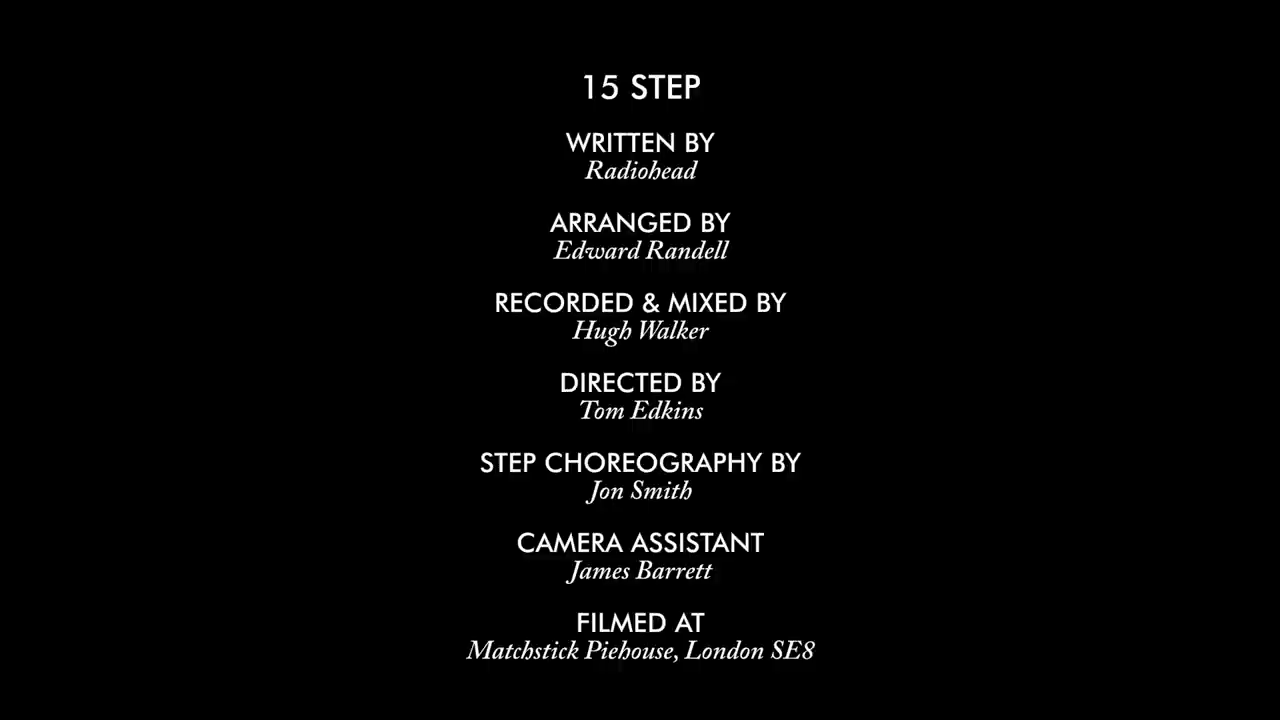 15 STEP
WRITTEN BY
Radiohead
ARRANGED BY
Edward Randell
RECORDED & MIXED BY
Hugh Walker
DIRECTED BY
Tom Edkins
STEP CHOREOGRAPHY BY
Jon Smith
CAMERA ASSISTANT
James Barrett
FILMED AT
Matchstick Piehouse, London SE8